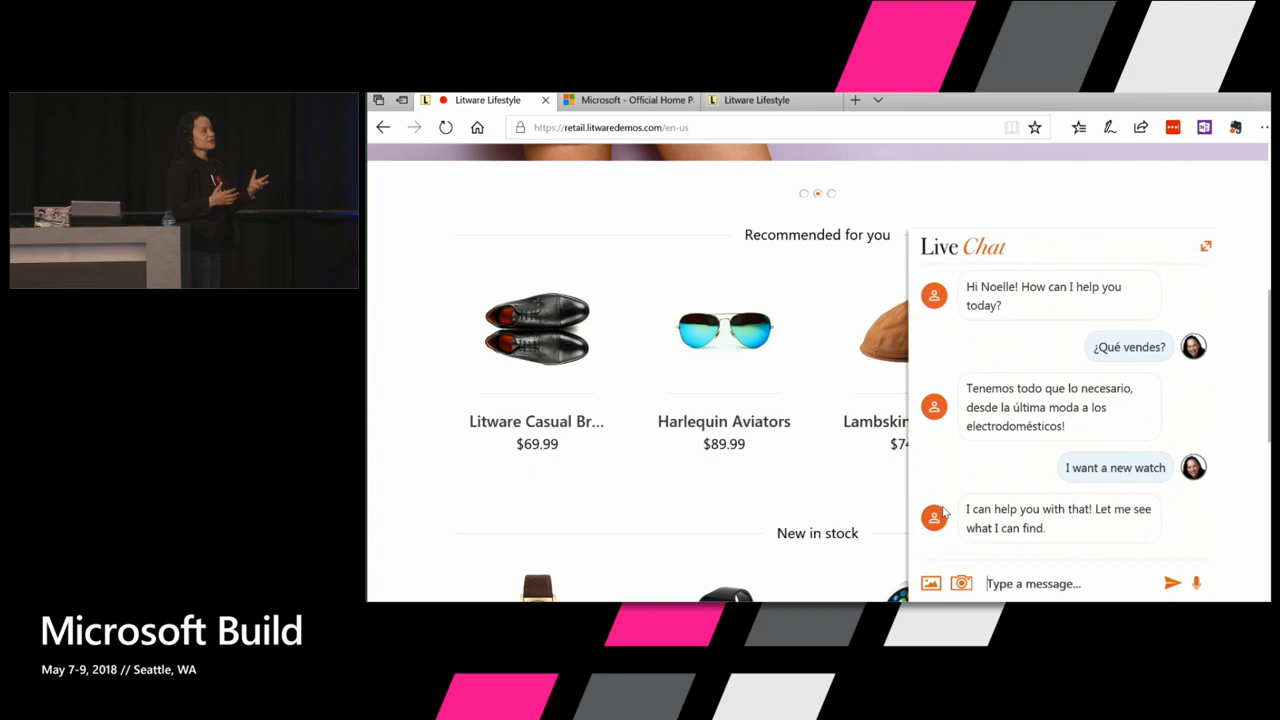 Litware Lifestyle
Microsoft - Official Home P
Litware Lifestyle
https://retail.litwaredemos.com/en-us
Recommended for you
Live Chat
Hi Noelle! How can I help you
today?
¿Qué vendes?
Tenemos todo que lo necesario,
desde la última moda a los
electrodomésticos!
I want a new watch
I can help you with that! Let me see
what I can find.
Type a message...
Litware Casual Br...
$69.99
Harlequin Aviators
$89.99
Lambskin
$7
New in stock
Microsoft Build
May 7-9, 2018 // Seattle, WA